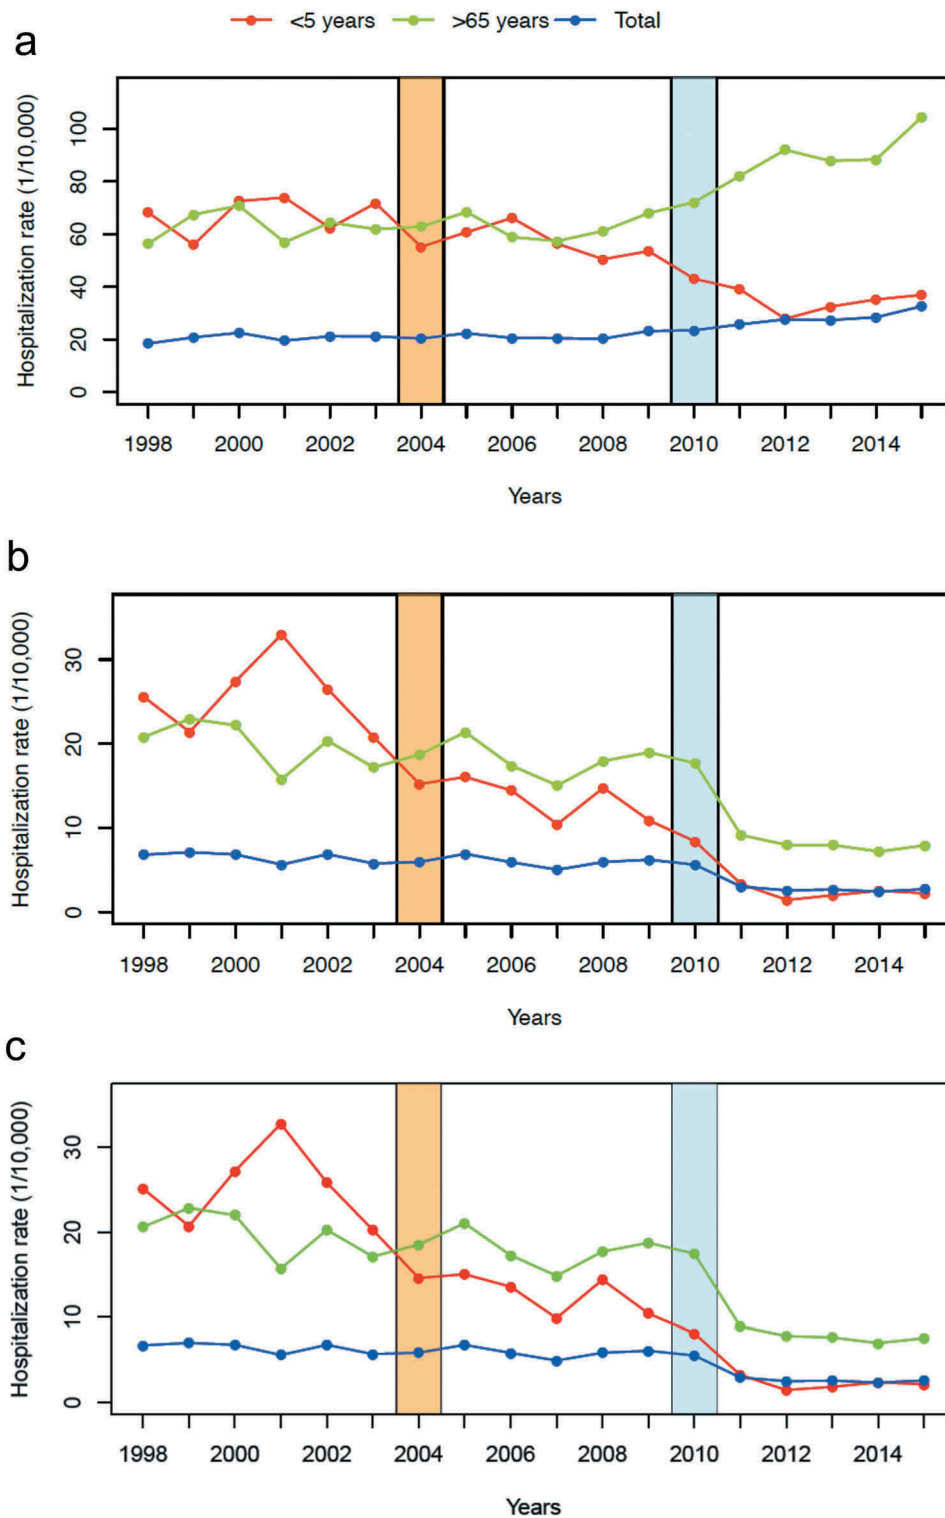 <5 years >65 years Total
a
Hospitalization rate (1/10,000)
100
80
60
40
20
0
1998 2000 2002 2004 2006 2008 2010 2012 2014
Years
b
Hospitalization rate (1/10,000)
30
20
10
0
1998 2000 2002 2004 2006 2008 2010 2012 2014
Years
c
Hospitalization rate (1/10,000)
30
20
10
0
1998 2000 2002 2004 2006 2008 2010 2012 2014
Years